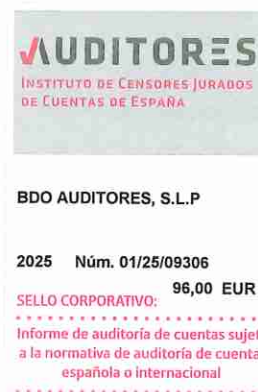 AUDITORES
INSTITUTO DE CENSORES JURADOS
DE CUENTAS DE ESPAÑA
BDO AUDITORES, S.L.P
2025 Núm. 01/25/09306
96,00 EUR
SELLO CORPORATIVO:
Informe de auditoría de cuentas sujet
a la normativa de auditoría de cuenta
española o internacional